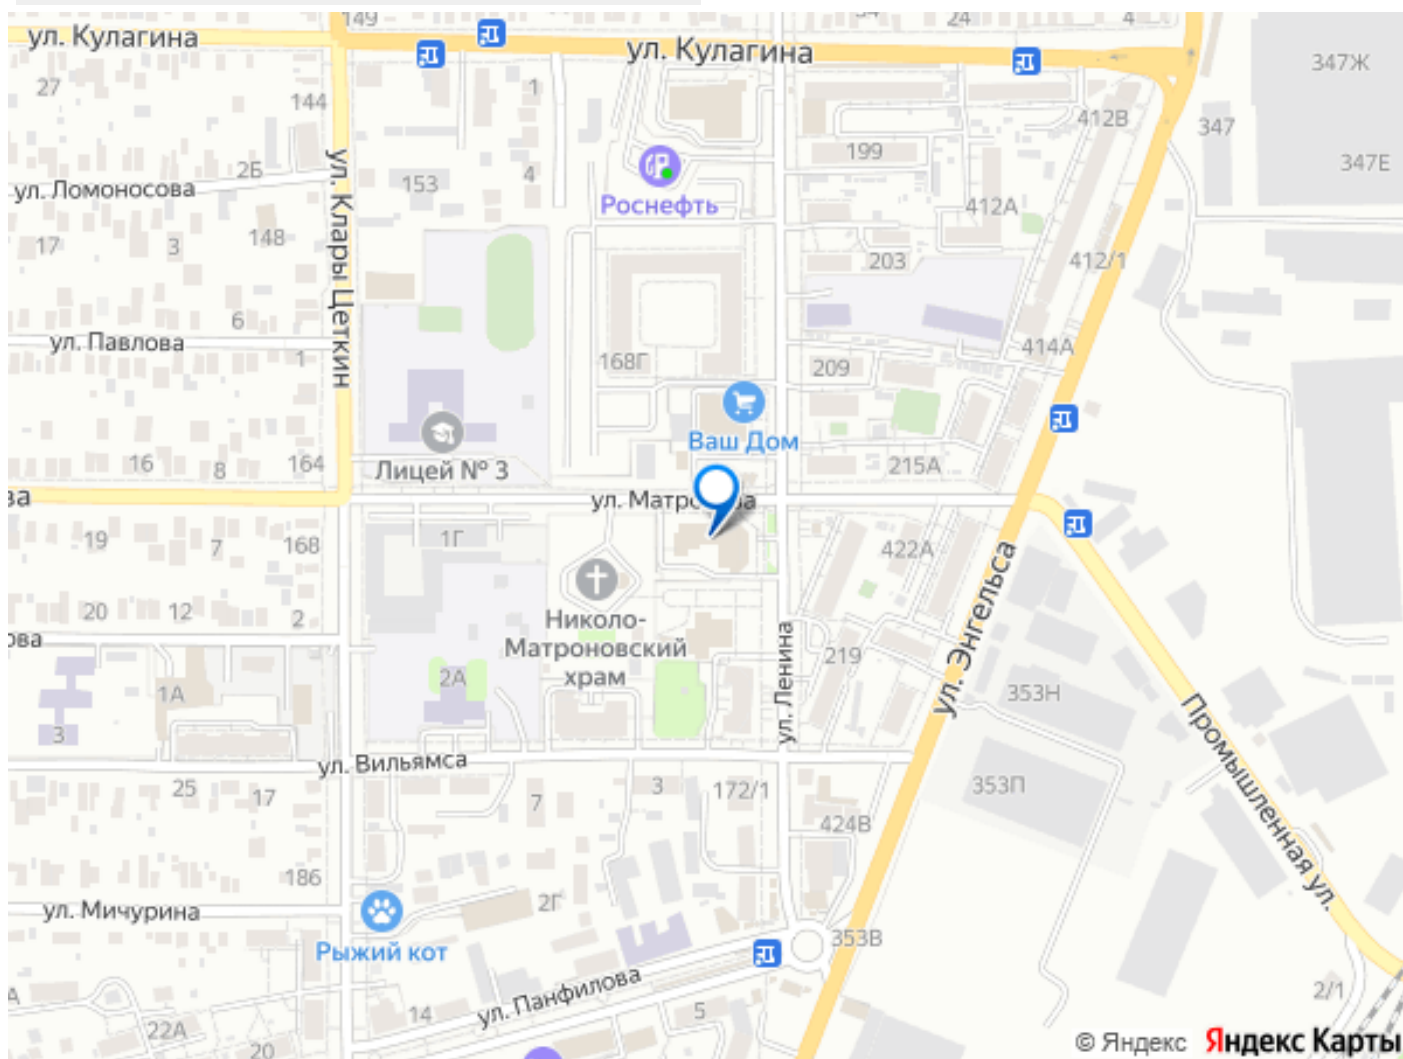 149
54
24
4
ул. Кулагина
ул. Кулагина
347Ж
27
144
1
412В
347
199
347Е
2Б
ул. Ломоносова
153
4
Роснефть
412А
ул. Клары Цеткин
17
3
148
203
412/1
6
ул. Павлова
1
168Г
414А
209
Ваш Дом
16
8
164
Лицей № 3
215А
ва
ул. Матросова
19
7
168
1Г
422А
20
12
2
Николо-
Матроновский
храм
ова
ул. Ленина
219
ул. Энгельса
1А
2А
353Н
3
Промышленная ул.
ул. Вильямса
25
17
7
3
172/1
353П
424В
186
2Г
ул. Мичурина
Рыжий кот
353В
ул. Панфилова
А
22А
20
14
5
2/1
© Яндекс
Яндекс Карты